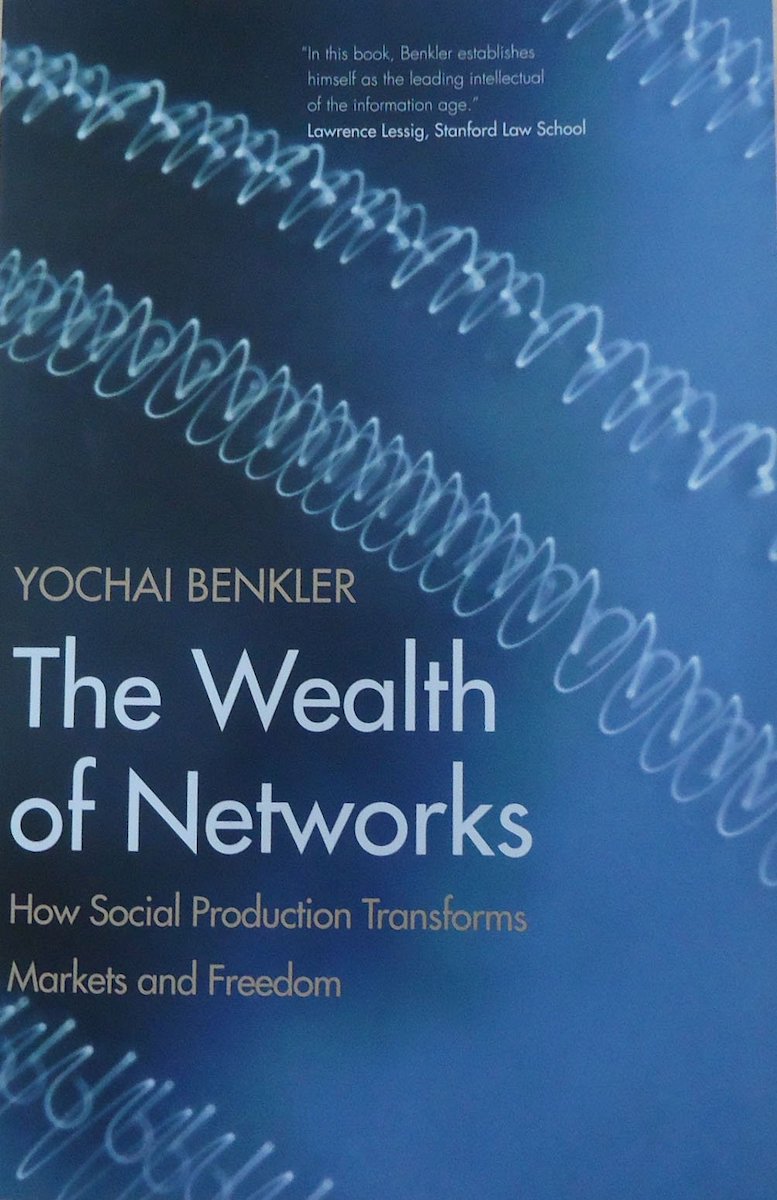 "In this book, Benkler establishes
himself as the leading intellectual
of the information age."
Lawrence Lessig, Stanford Law School
YOCHAI BENKLER
The Wealth
of Networks
How Social Production Transforms
Markets and Freedom